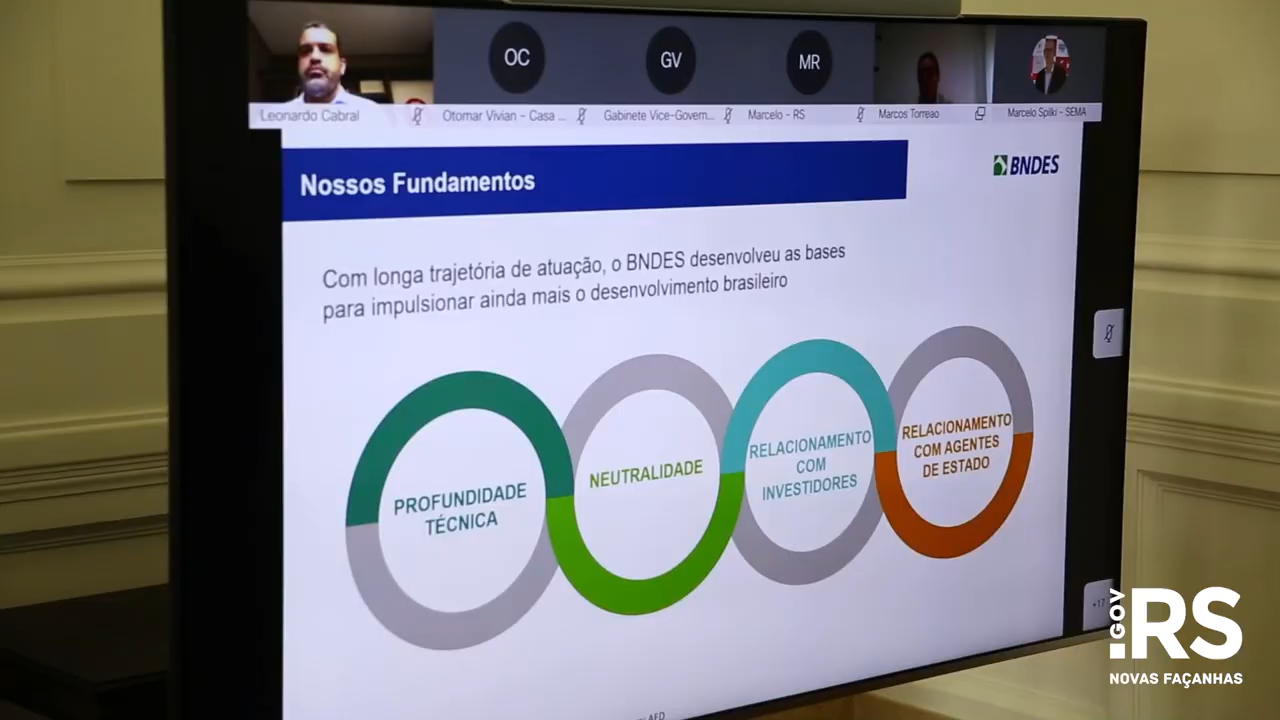 OC
GV
MR
Leonardo Cabral
Otomar Vivian - Casa ...
Gabinete Vice-Govern...
Marcelo - RS
Marcos Torreao
Marcelo Spilki - SEMA
Nossos Fundamentos
BNDES
Com longa trajetória de atuação, o BNDES desenvolveu as bases
para impulsionar ainda mais o desenvolvimento brasileiro
PROFUNDIDADE
TÉCNICA
NEUTRALIDADE
RELACIONAMENTO
COM
INVESTIDORES
RELACIONAMENTO
COM AGENTES
DE ESTADO
+17
.GOV
RS
NOVAS FAÇANHAS